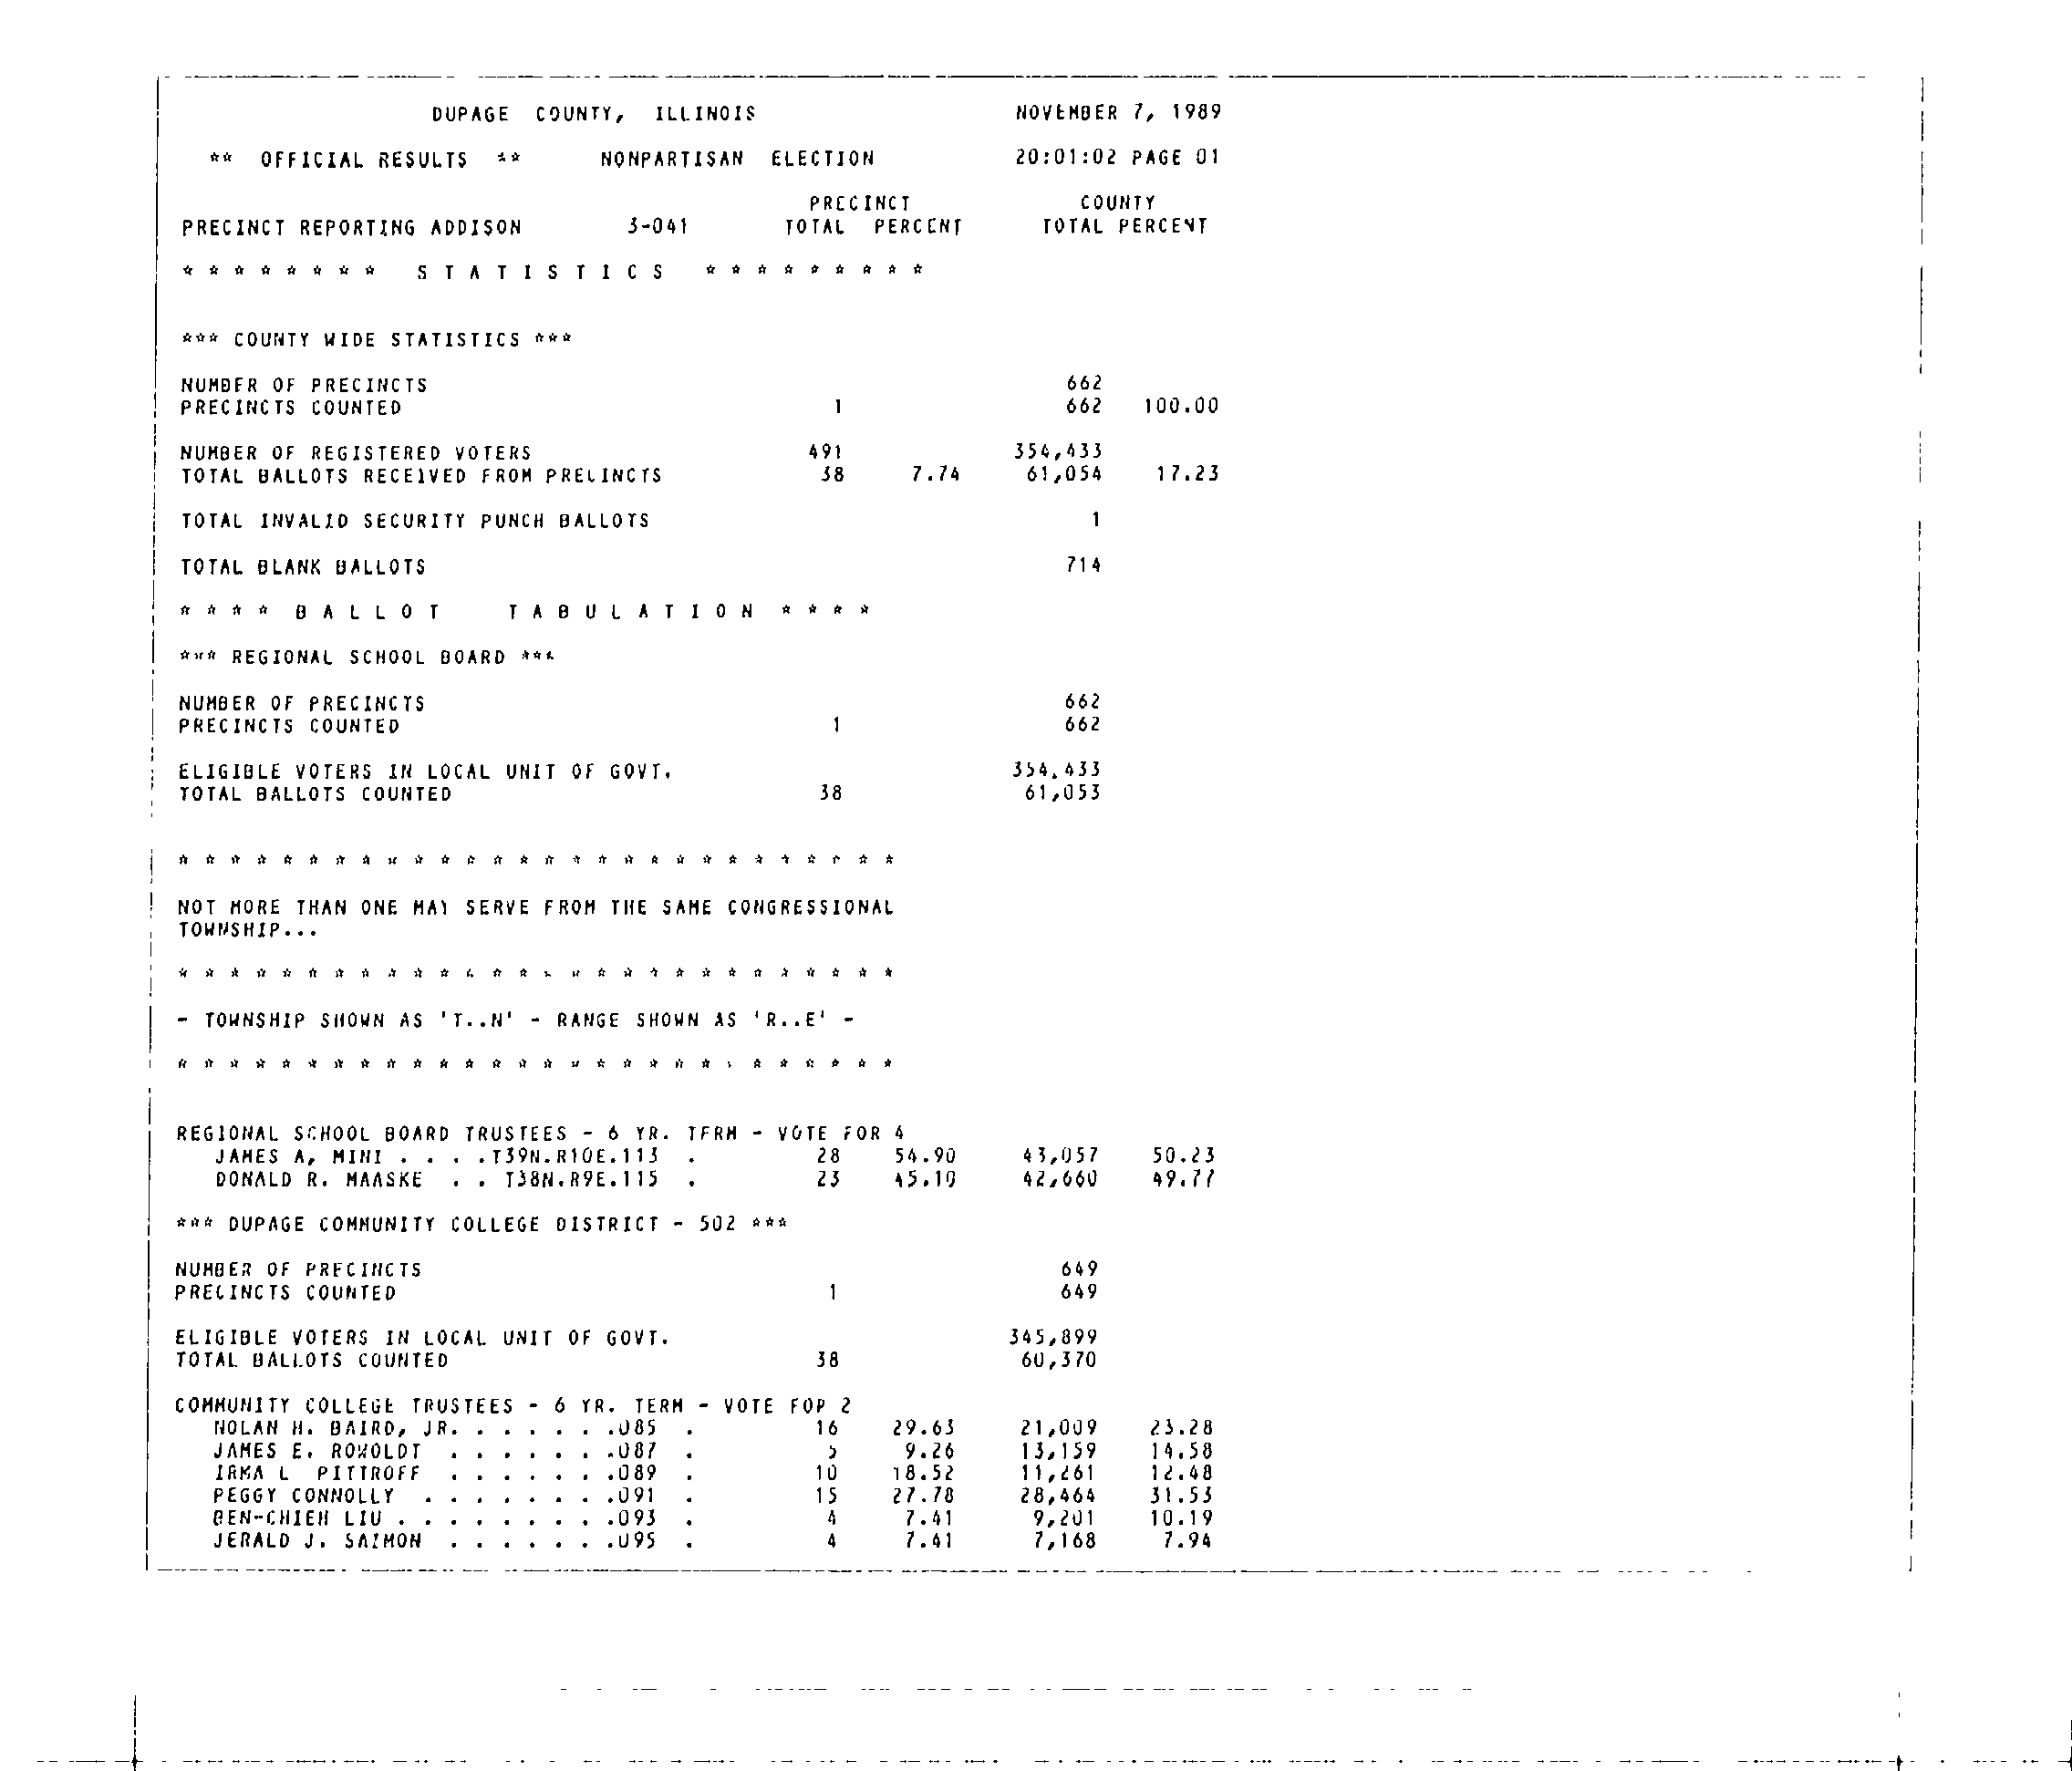 DUPAGE COUNTY, ILLINOIS NOVEMBER 7, 1989
** OFFICIAL RESULTS ** NONPARTISAN ELECTION 20:01:02 PAGE 01
PRECINCT COUNTY
PRECINCT REPORTING ADDISON 3-041 TOTAL PERCENT TOTAL PERCENT
* * * * * * * * S T A T I S T I C S * * * * * * * * *
*** COUNTY WIDE STATISTICS ***
NUMBER OF PRECINCTS 662
PRECINCTS COUNTED 1 662 100.00
NUMBER OF REGISTERED VOTERS 491 354,433
TOTAL BALLOTS RECEIVED FROM PRECINCTS 38 7.74 61,054 17.23
TOTAL INVALID SECURITY PUNCH BALLOTS 1
TOTAL BLANK BALLOTS 714
* * * * B A L L O T T A B U L A T I O N * * * *
*** REGIONAL SCHOOL BOARD ***
NUMBER OF PRECINCTS 662
PRECINCTS COUNTED 1 662
ELIGIBLE VOTERS IN LOCAL UNIT OF GOVT. 354,433
TOTAL BALLOTS COUNTED 38 61,053
* * * * * * * * * * * * * * * * * * * * * * * * * * * *
NOT MORE THAN ONE MAY SERVE FROM THE SAME CONGRESSIONAL
TOWNSHIP...
* * * * * * * * * * * * * * * * * * * * * * * * * * * *
- TOWNSHIP SHOWN AS 'T..N' - RANGE SHOWN AS 'R..E' -
* * * * * * * * * * * * * * * * * * * * * * * * * * * *
REGIONAL SCHOOL BOARD TRUSTEES - 6 YR. TERM - VOTE FOR 4
JAMES A. MINI . . . .T39N.R10E.113 . 28 54.90 43,057 50.23
DONALD R. MAASKE . . T38N.R9E.115 . 23 45.10 42,660 49.77
*** DUPAGE COMMUNITY COLLEGE DISTRICT - 502 ***
NUMBER OF PRECINCTS 649
PRECINCTS COUNTED 1 649
ELIGIBLE VOTERS IN LOCAL UNIT OF GOVT. 345,899
TOTAL BALLOTS COUNTED 38 60,370
COMMUNITY COLLEGE TRUSTEES - 6 YR. TERM - VOTE FOR 2
NOLAN H. BAIRD, JR. . . . . . .085 . 16 29.63 21,009 23.28
JAMES E. ROWOLDT . . . . . . .087 . 5 9.26 13,159 14.58
IRMA L PITTROFF . . . . . . .089 . 10 18.52 11,261 12.48
PEGGY CONNOLLY . . . . . . . .091 . 15 27.78 28,464 31.53
BEN-CHIEH LIU . . . . . . . . .093 . 4 7.41 9,201 10.19
JERALD J. SAIMON . . . . . . .095 . 4 7.41 7,168 7.94